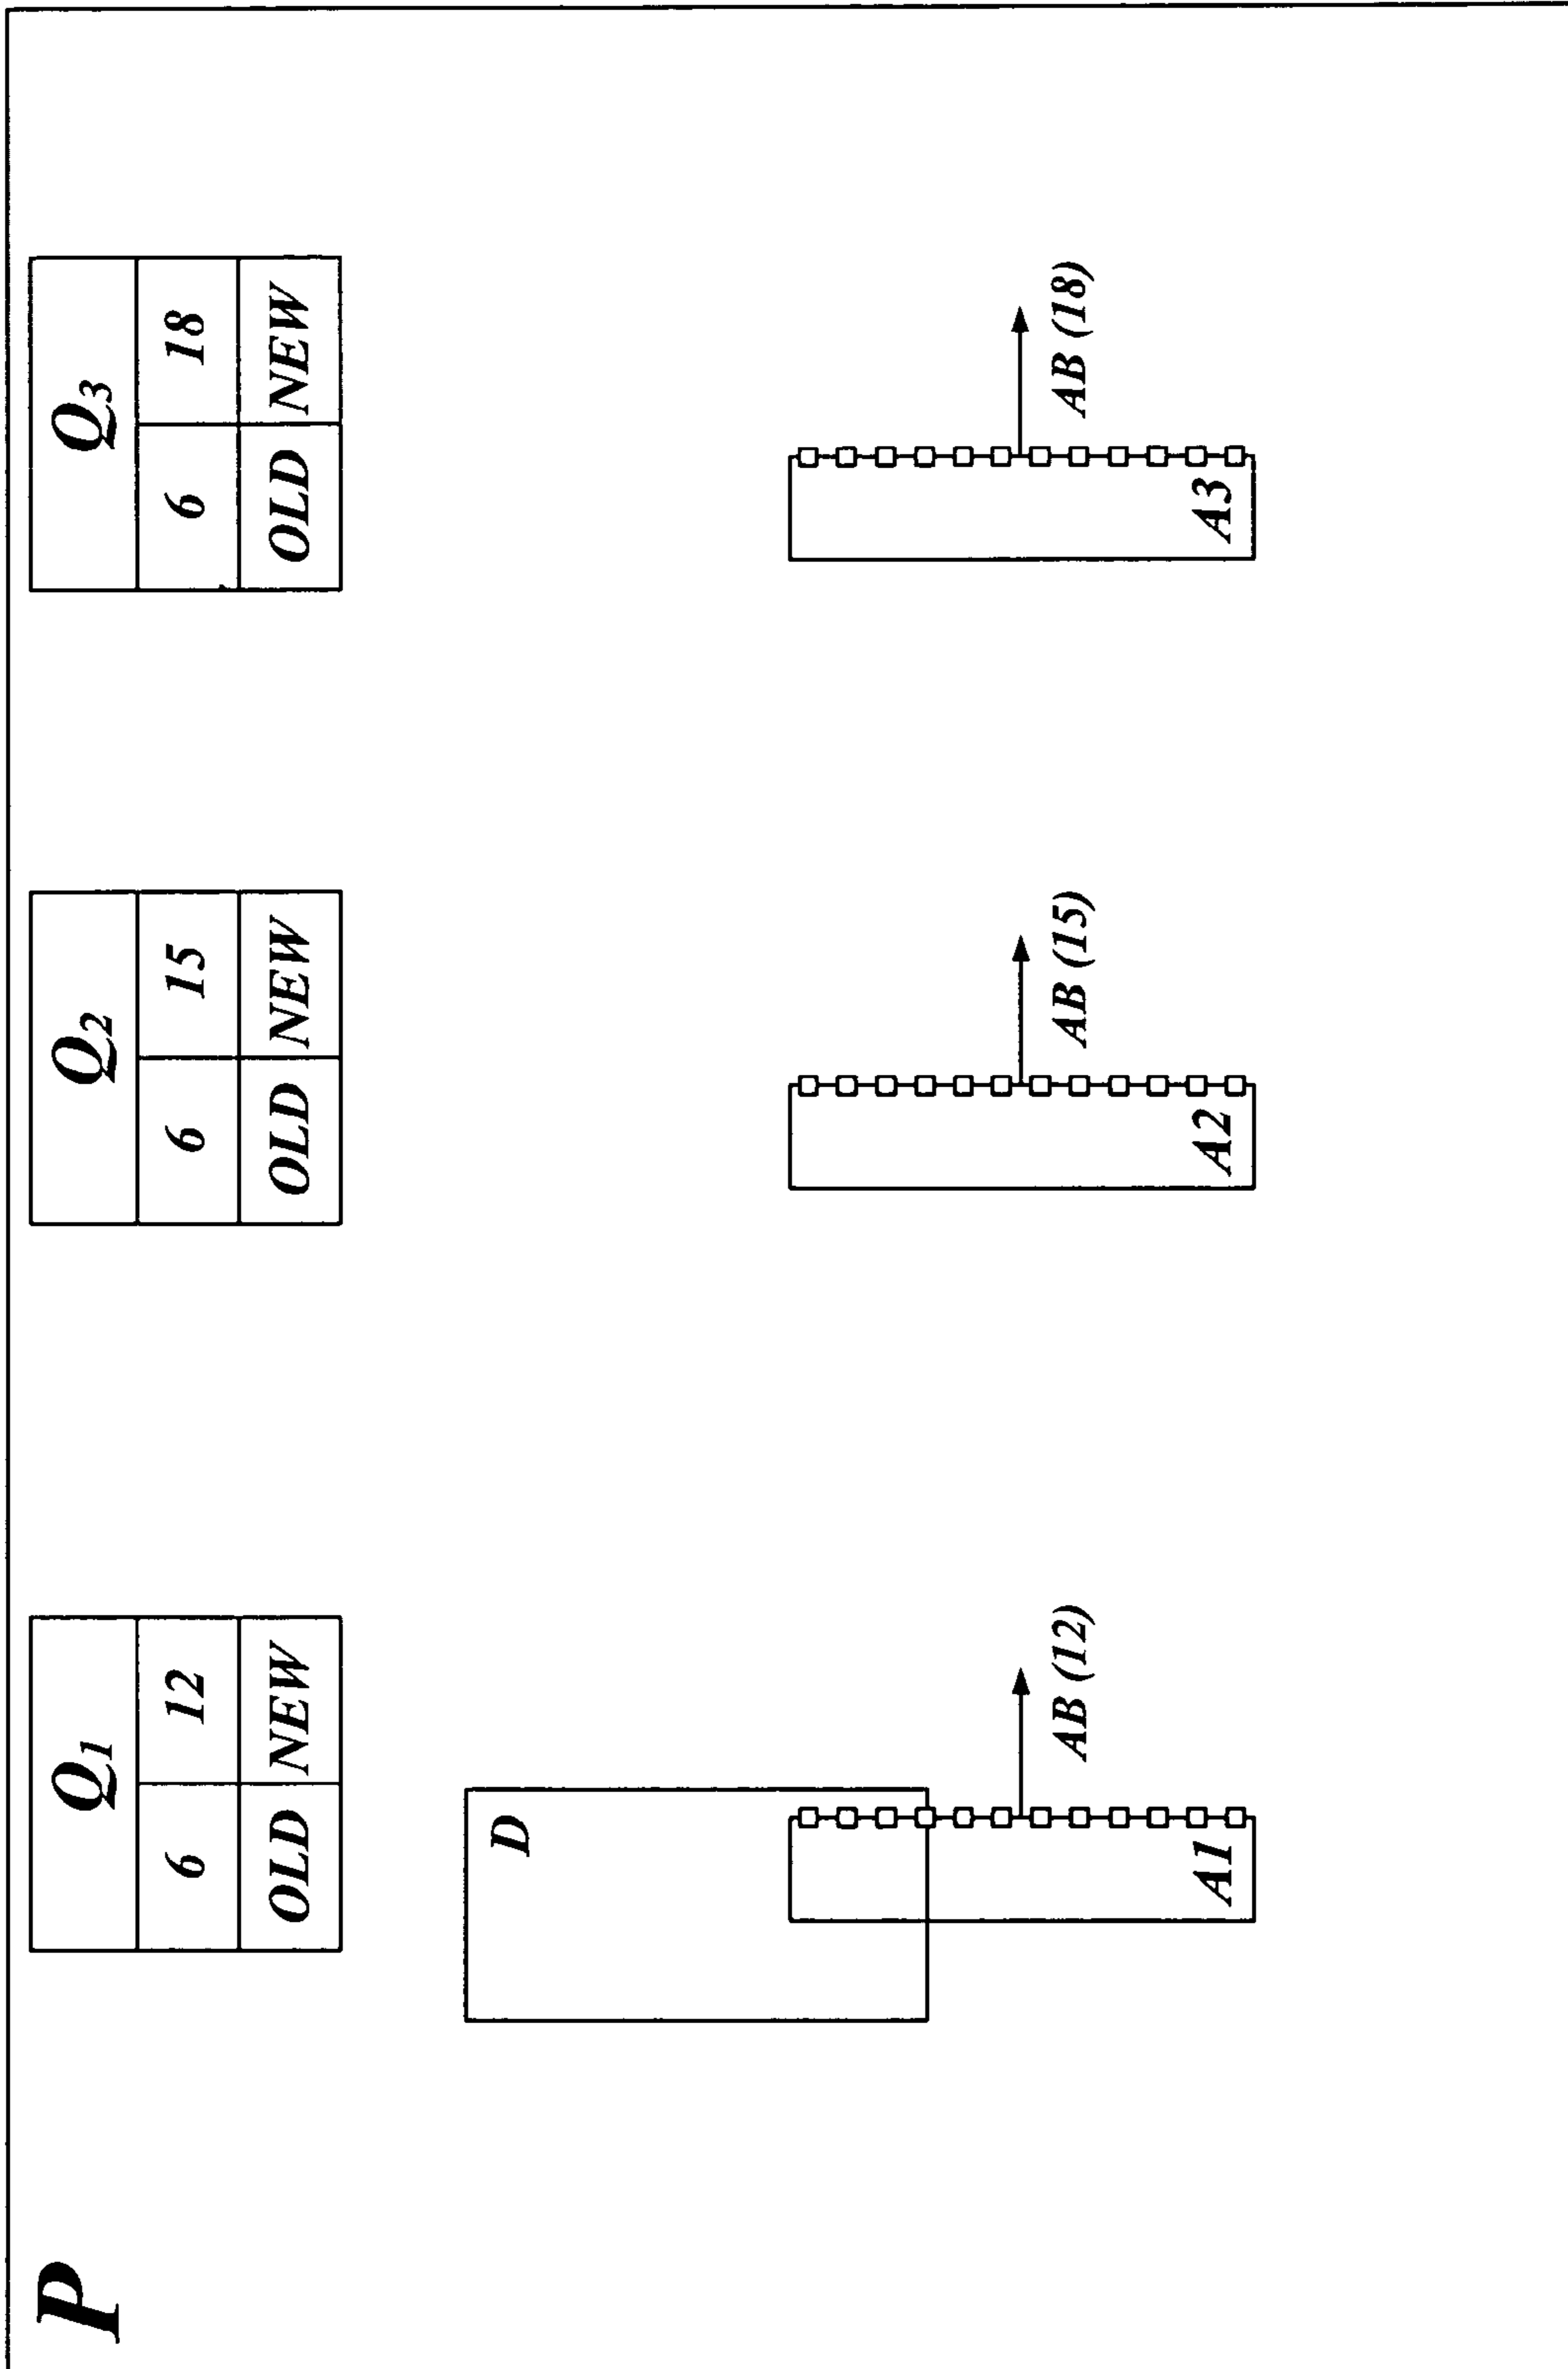 P
Q1
6 12
OLD NEW
Q2
6 15
OLD NEW
Q3
6 18
OLD NEW
D
AB (12)
A1
AB (15)
A2
AB (18)
A3